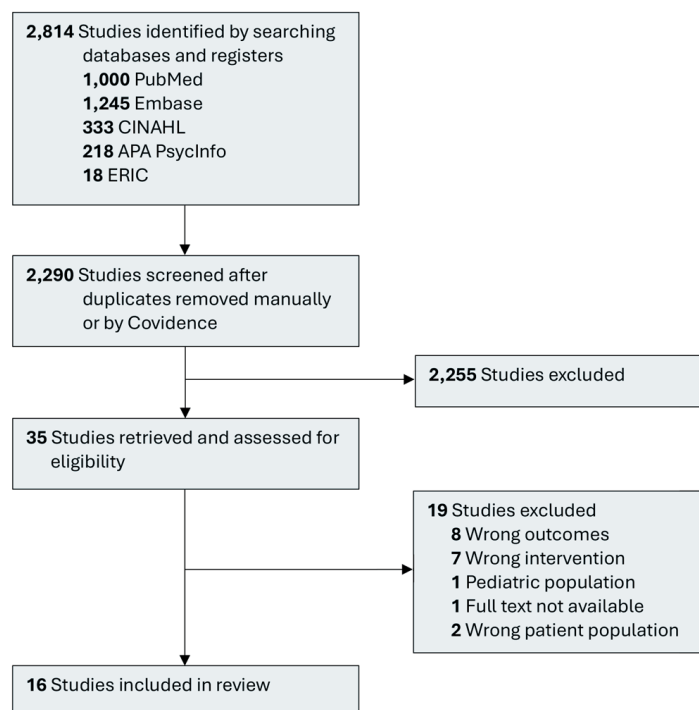 2,814 Studies identified by searching
databases and registers
1,000 PubMed
1,245 Embase
333 CINAHL
218 APA PsycInfo
18 ERIC
2,290 Studies screened after
duplicates removed manually
or by Covidence
2,255 Studies excluded
35 Studies retrieved and assessed for
eligibility
19 Studies excluded
8 Wrong outcomes
7 Wrong intervention
1 Pediatric population
1 Full text not available
2 Wrong patient population
16 Studies included in review